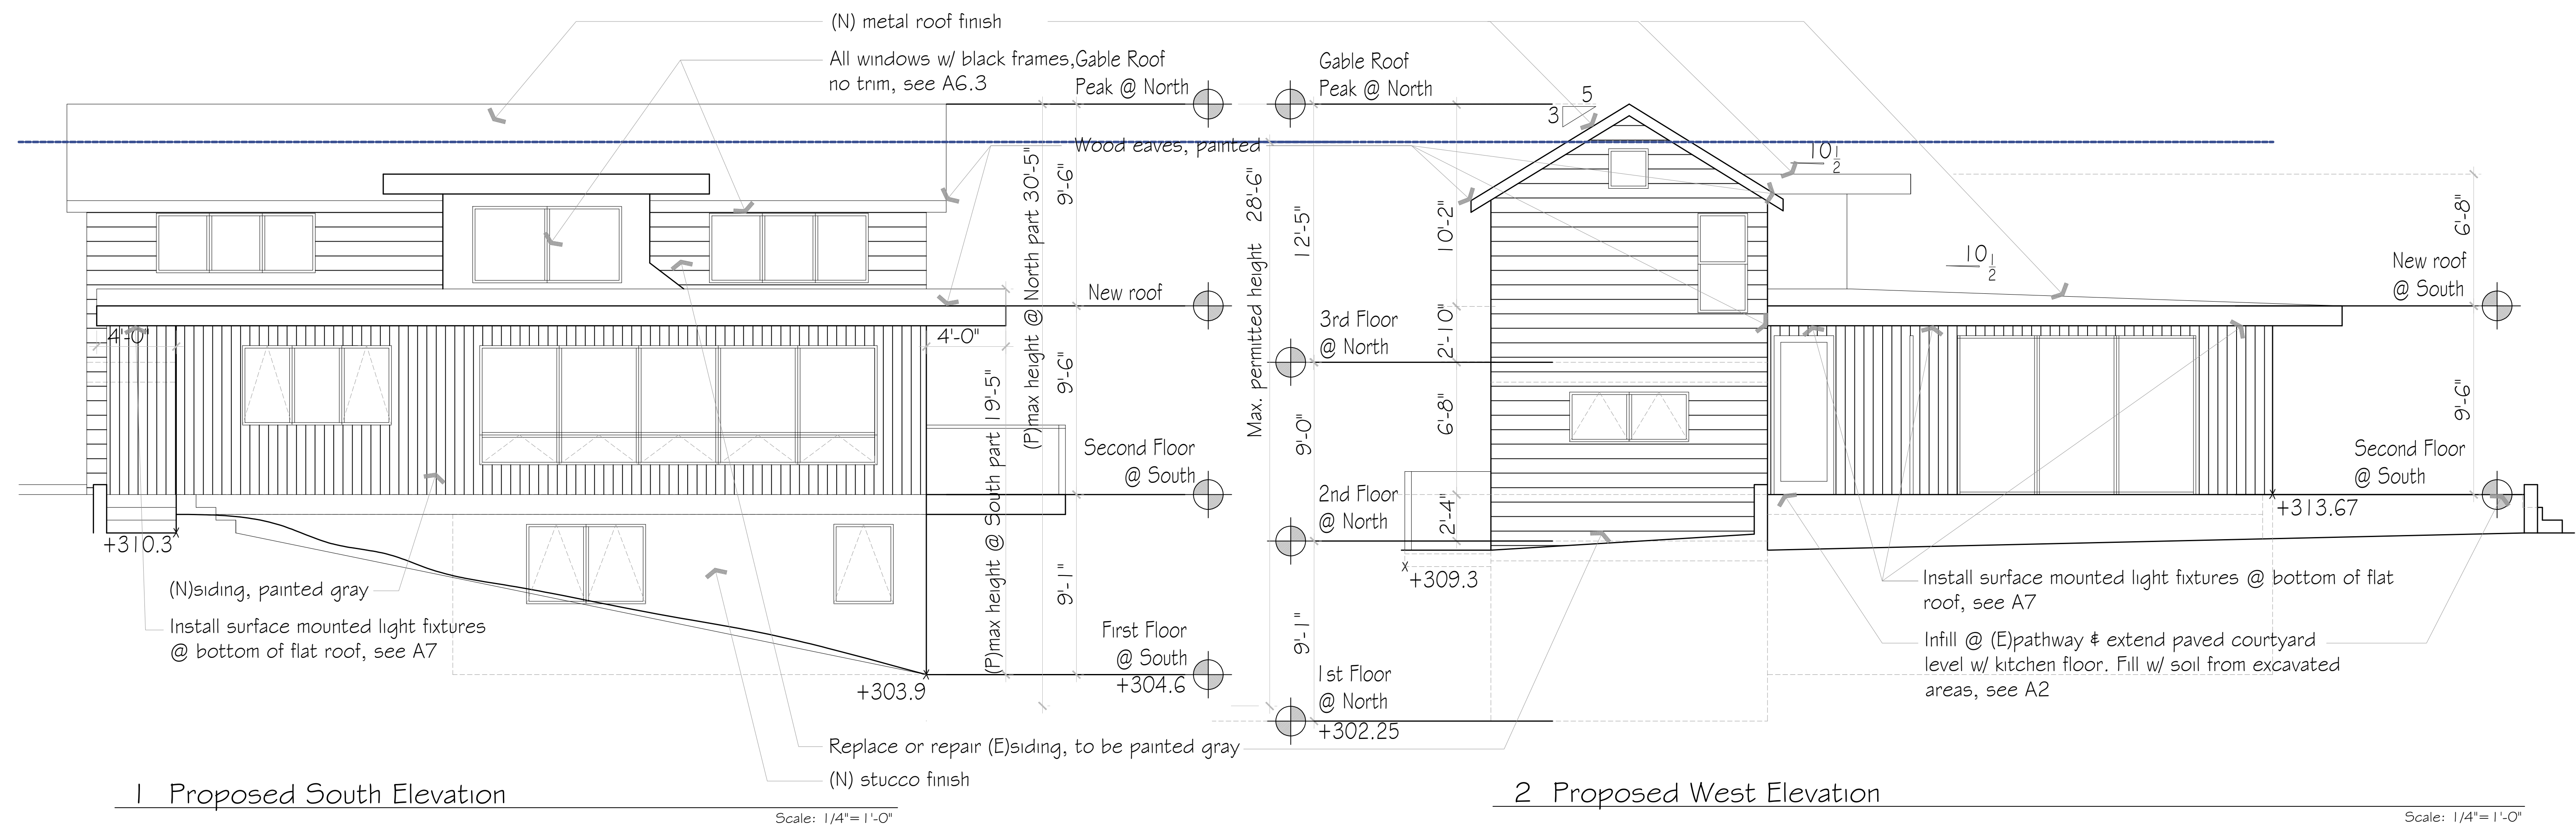 (N) metal roof finish
All windows w/ black frames,
no trim, see A6.3
Gable Roof
Peak @ North
Gable Roof
Peak @ North
5
3
Wood eaves, painted
10 1/2
10 1/2
(P)max height @ North part 30'-5"
9'-6"
Max. permitted height 28'-6"
12'-5"
10'-2"
6'-8"
New roof
New roof
@ South
4'-0"
4'-0"
3rd Floor
@ North
2'-10"
9'-6"
(P)max height @ South part 19'-5"
9'-0"
6'-8"
9'-6"
Second Floor
@ South
2nd Floor
@ North
2'-4"
Second Floor
@ South
+310.3
+309.3
+313.67
(N)siding, painted gray
Install surface mounted light fixtures
@ bottom of flat roof, see A7
9'-1"
First Floor
@ South
+304.6
+303.9
9'-1"
1st Floor
@ North
+302.25
Install surface mounted light fixtures @ bottom of flat
roof, see A7
Infill @ (E)pathway & extend paved courtyard
level w/ kitchen floor. Fill w/ soil from excavated
areas, see A2
Replace or repair (E)siding, to be painted gray
(N) stucco finish
1 Proposed South Elevation
Scale: 1/4"=1'-0"
2 Proposed West Elevation
Scale: 1/4"=1'-0"